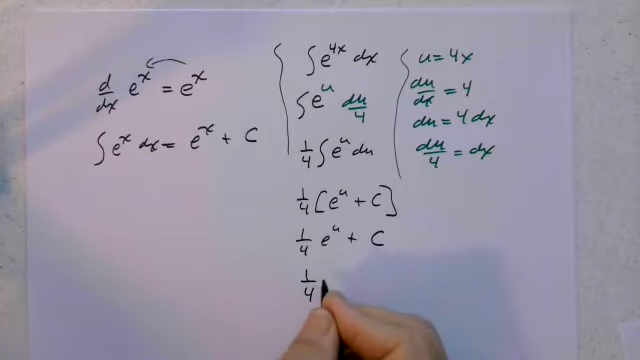 d/dx e^x = e^x
∫ e^x dx = e^x + C
∫ e^4x dx
∫ e^u du/4
1/4 ∫ e^u du
1/4 [e^u + C]
1/4 e^u + C
1/4
u = 4x
du/dx = 4
du = 4 dx
du/4 = dx